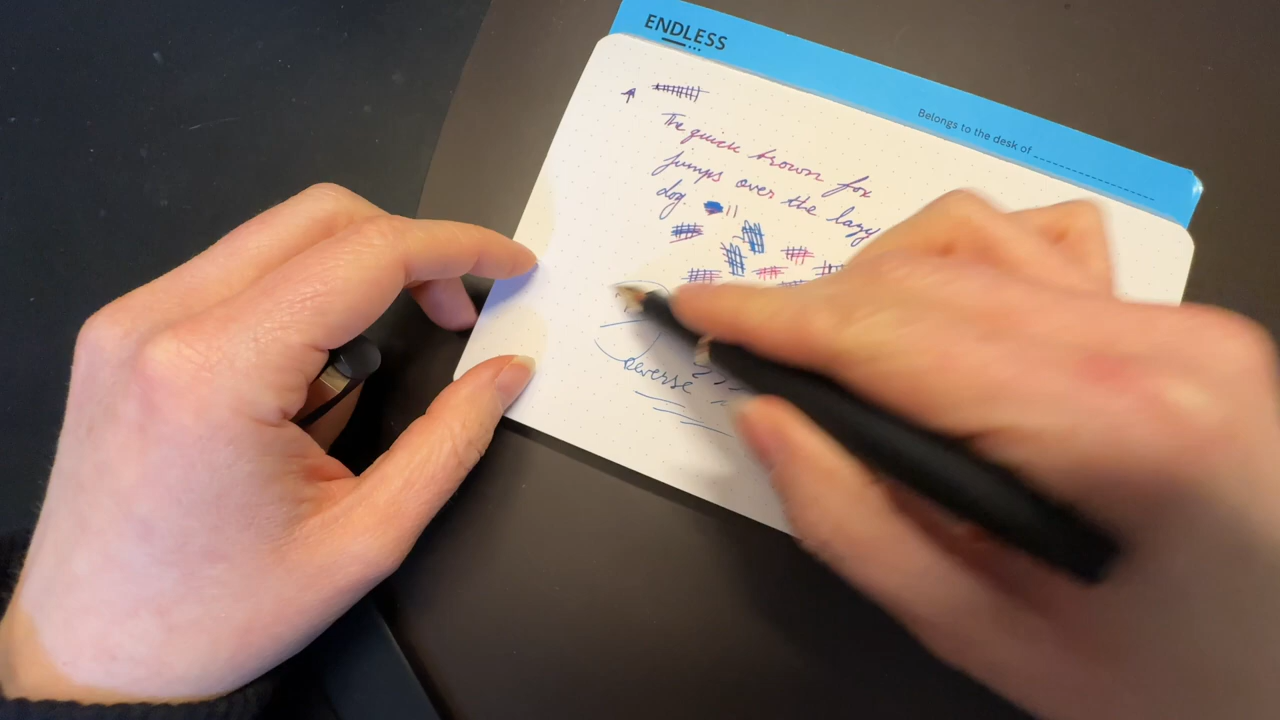 ENDLESS
Belongs to the desk of
The quick brown fox
jumps over the lazy
dog.
reverse